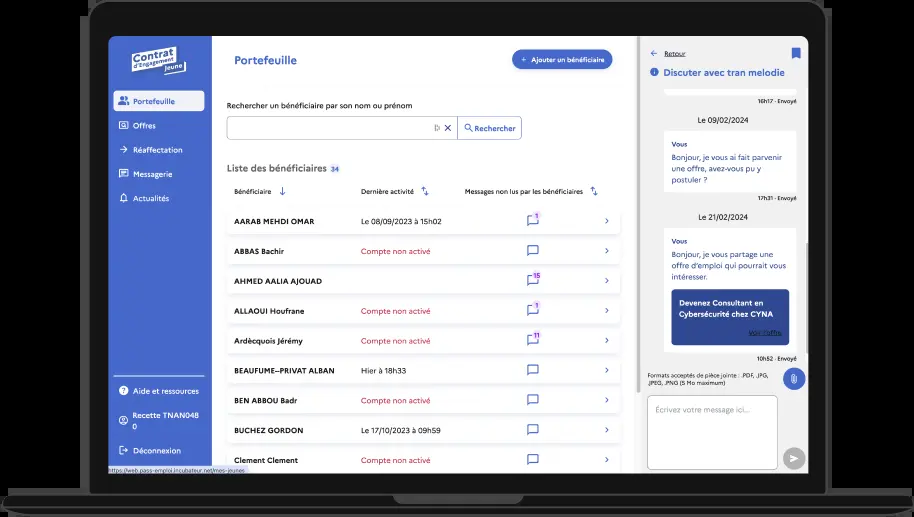 Contrat
d'Engagement
Jeune
Portefeuille
Offres
Réaffectation
Messagerie
Actualités
Aide et ressources
Recette TNAN048
0
Déconnexion
https://web.pass-emploi.incubateur.net/mes-jeunes
Portefeuille
+ Ajouter un bénéficiaire
Rechercher un bénéficiaire par son nom ou prénom
Rechercher
Liste des bénéficiaires 34
Bénéficiaire Dernière activité Messages non lus par les bénéficiaires
AARAB MEHDI OMAR Le 08/09/2023 à 15h02 1
ABBAS Bachir Compte non activé
AHMED AALIA AJOUAD 15
ALLAOUI Houfrane Compte non activé 1
Ardècquois Jérémy Compte non activé 11
BEAUFUME--PRIVAT ALBAN Hier à 18h33
BEN ABBOU Badr Compte non activé
BUCHEZ GORDON Le 17/10/2023 à 09h59
Clement Clement Compte non activé
Retour
Discuter avec tran melodie
16h17 · Envoyé
Le 09/02/2024
Vous
Bonjour, je vous ai fait parvenir
une offre, avez-vous pu y
postuler ?
17h31 · Envoyé
Le 21/02/2024
Vous
Bonjour, je vous partage une
offre d'emploi qui pourrait vous
intéresser.
Devenez Consultant en
Cybersécurité chez CYNA
Voir l'offre
10h52 · Envoyé
Formats acceptés de pièce jointe : .PDF, .JPG,
.JPEG, .PNG (5 Mo maximum)
Écrivez votre message ici...